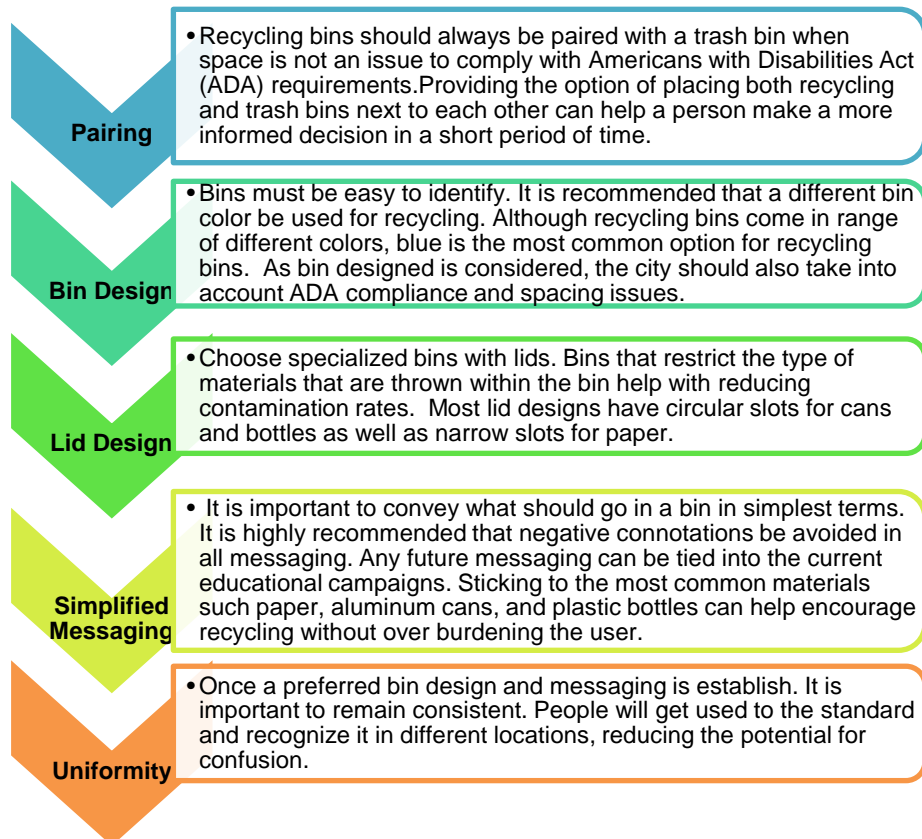 Pairing
•Recycling bins should always be paired with a trash bin when
space is not an issue to comply with Americans with Disabilities Act
(ADA) requirements.Providing the option of placing both recycling
and trash bins next to each other can help a person make a more
informed decision in a short period of time.
Bin Design
•Bins must be easy to identify. It is recommended that a different bin
color be used for recycling. Although recycling bins come in range
of different colors, blue is the most common option for recycling
bins.  As bin designed is considered, the city should also take into
account ADA compliance and spacing issues.
Lid Design
•Choose specialized bins with lids. Bins that restrict the type of
materials that are thrown within the bin help with reducing
contamination rates.  Most lid designs have circular slots for cans
and bottles as well as narrow slots for paper.
Simplified
Messaging
• It is important to convey what should go in a bin in simplest terms.
It is highly recommended that negative connotations be avoided in
all messaging. Any future messaging can be tied into the current
educational campaigns. Sticking to the most common materials
such paper, aluminum cans, and plastic bottles can help encourage
recycling without over burdening the user.
Uniformity
•Once a preferred bin design and messaging is establish. It is
important to remain consistent. People will get used to the standard
and recognize it in different locations, reducing the potential for
confusion.